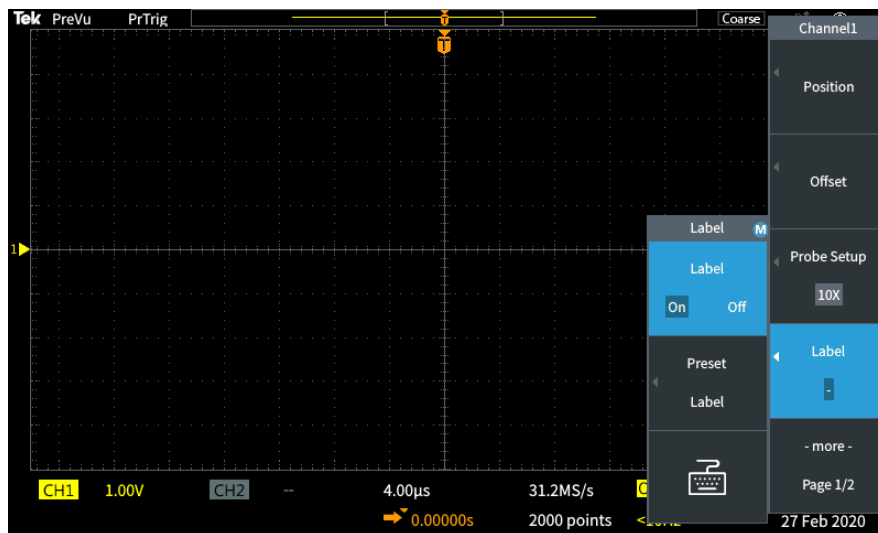 Tek PreVu PrTrig Coarse
T
T
Channel1
Position
Offset
Probe Setup
10X
Label
-
- more -
Page 1/2
Label M
Label
On Off
Preset
Label
1
CH1 1.00V CH2 -- 4.00μs 31.2MS/s
0.00000s 2000 points 27 Feb 2020